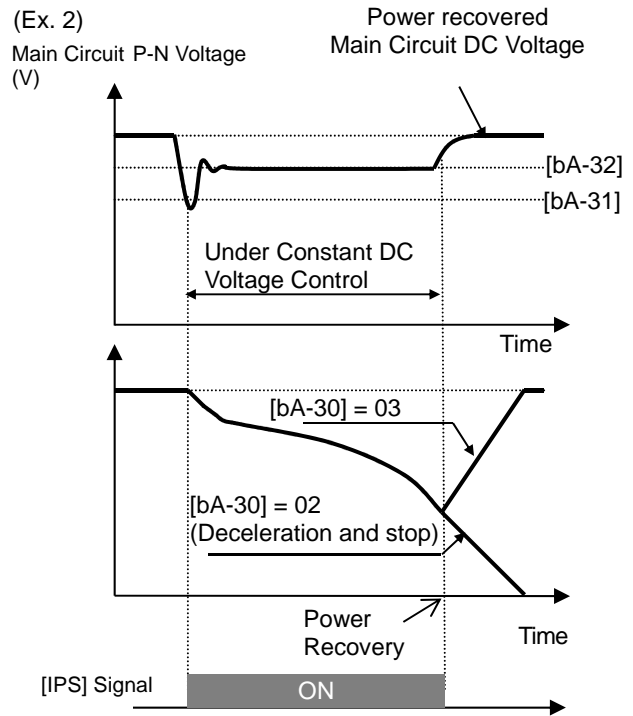 (Ex. 2)
Power recovered
Main Circuit DC Voltage
Main Circuit P-N Voltage
(V)
[bA-32]
[bA-31]
Under Constant DC
Voltage Control
Time
[bA-30] = 03
[bA-30] = 02
(Deceleration and stop)
Power
Recovery
Time
[IPS] Signal
ON